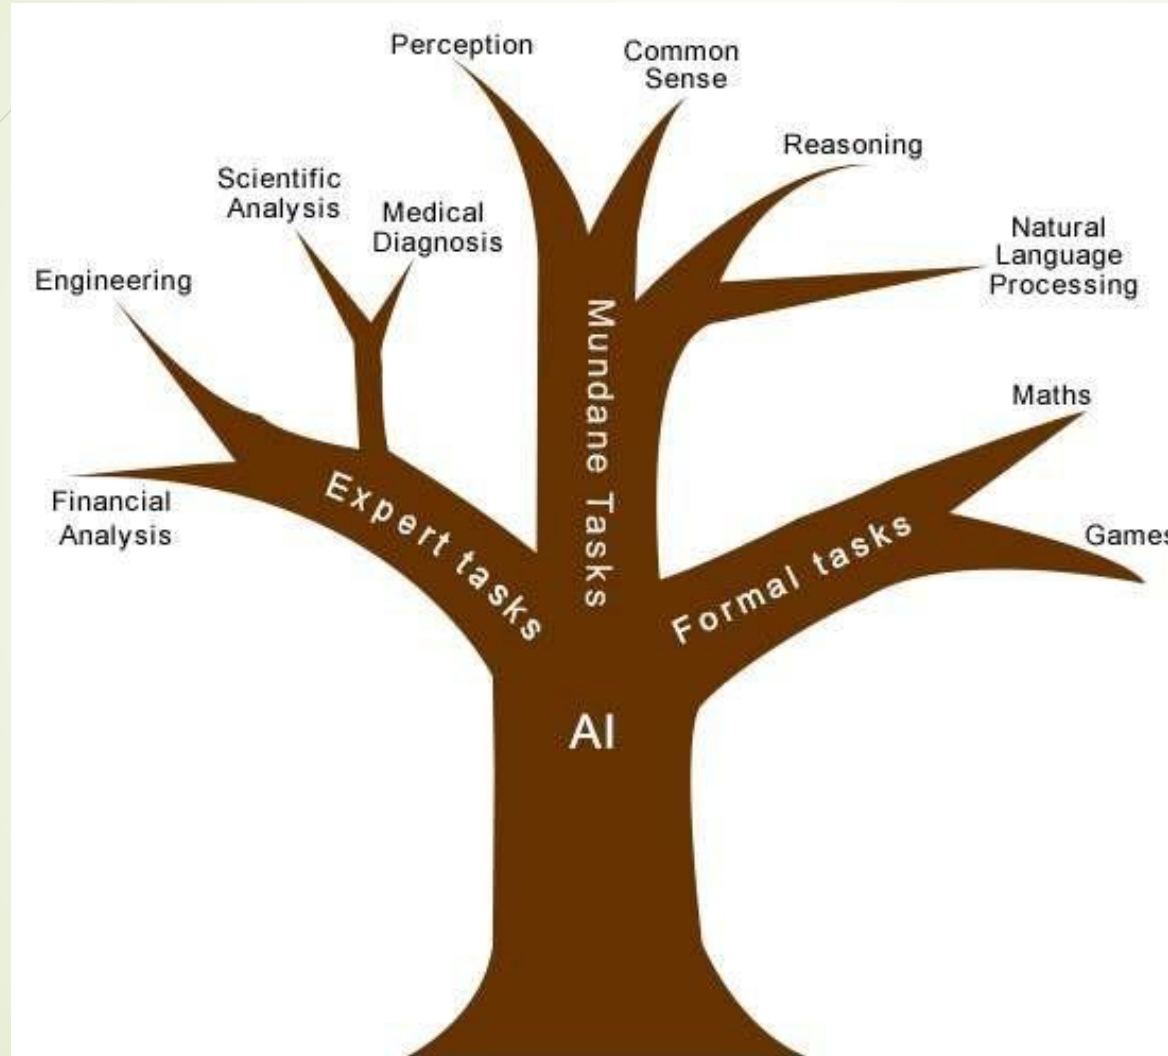 Perception
Common
Sense
Reasoning
Scientific
Analysis
Medical
Diagnosis
Natural
Language
Processing
Engineering
Mundane Tasks
Maths
Financial
Analysis
Expert tasks
Formal tasks
Games
AI